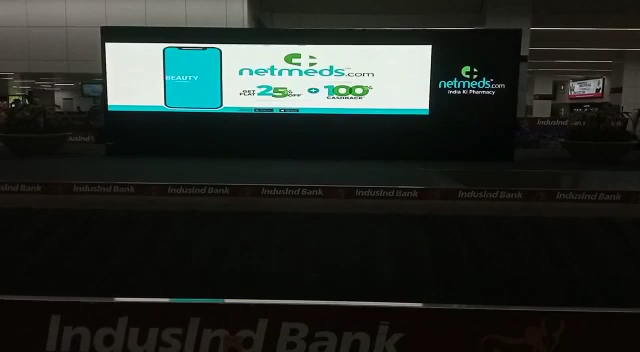 BEAUTY
netmeds.com
GET FLAT 25% OFF + 100% CASHBACK
netmeds.com
India Ki Pharmacy
IndusInd
IndusInd Bank IndusInd Bank IndusInd Bank IndusInd Bank IndusInd Bank IndusInd Bank
IndusInd Bank